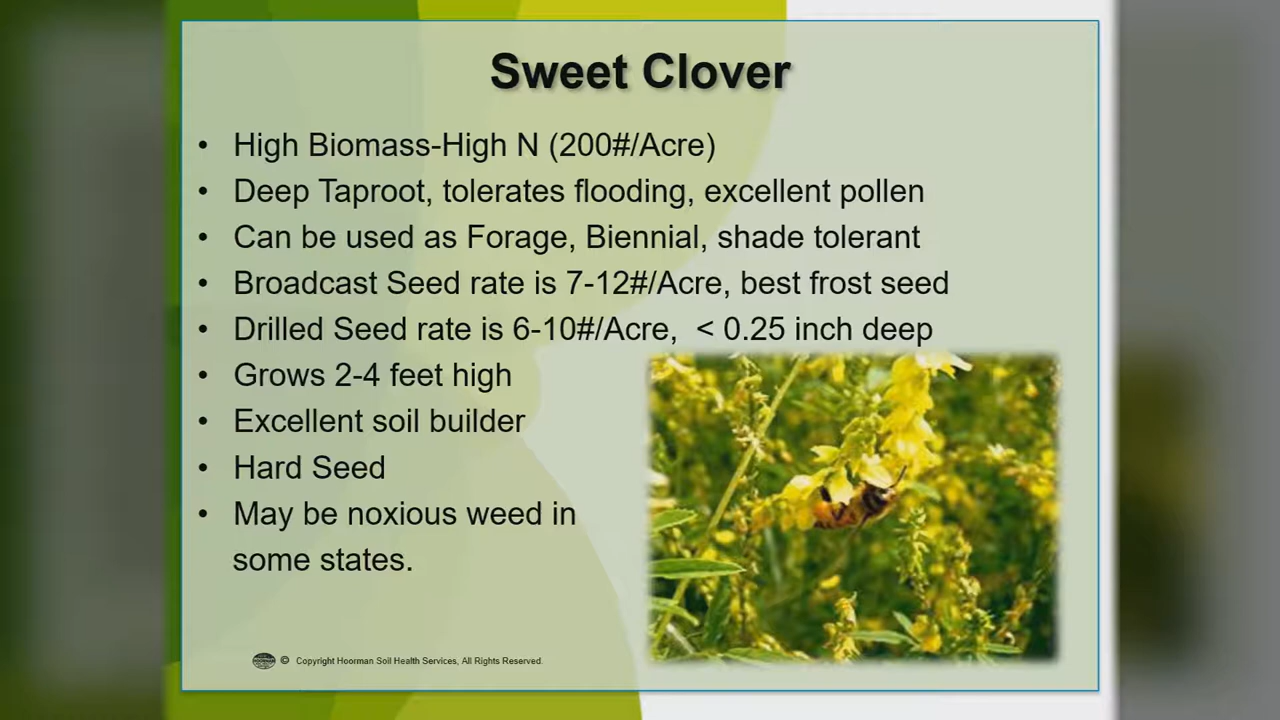 Sweet Clover
• High Biomass-High N (200#/Acre)
• Deep Taproot, tolerates flooding, excellent pollen
• Can be used as Forage, Biennial, shade tolerant
• Broadcast Seed rate is 7-12#/Acre, best frost seed
• Drilled Seed rate is 6-10#/Acre,  < 0.25 inch deep
• Grows 2-4 feet high
• Excellent soil builder
• Hard Seed
• May be noxious weed in
some states.
© Copyright Hoorman Soil Health Services, All Rights Reserved.